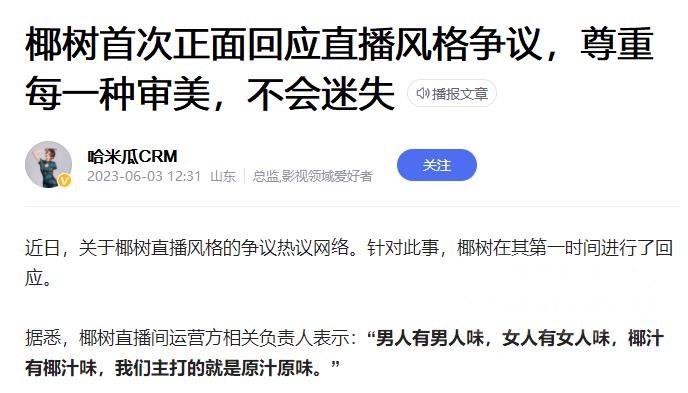 椰树首次正面回应直播风格争议，尊重
每一种审美，不会迷失 播报文章
哈米瓜CRM
2023-06-03 12:31 山东 总监,影视领域爱好者
关注
近日，关于椰树直播风格的争议热议网络。针对此事，椰树在其第一时间进行了回
应。
据悉，椰树直播间运营方相关负责人表示：“男人有男人味，女人有女人味，椰汁
有椰汁味，我们主打的就是原汁原味。”